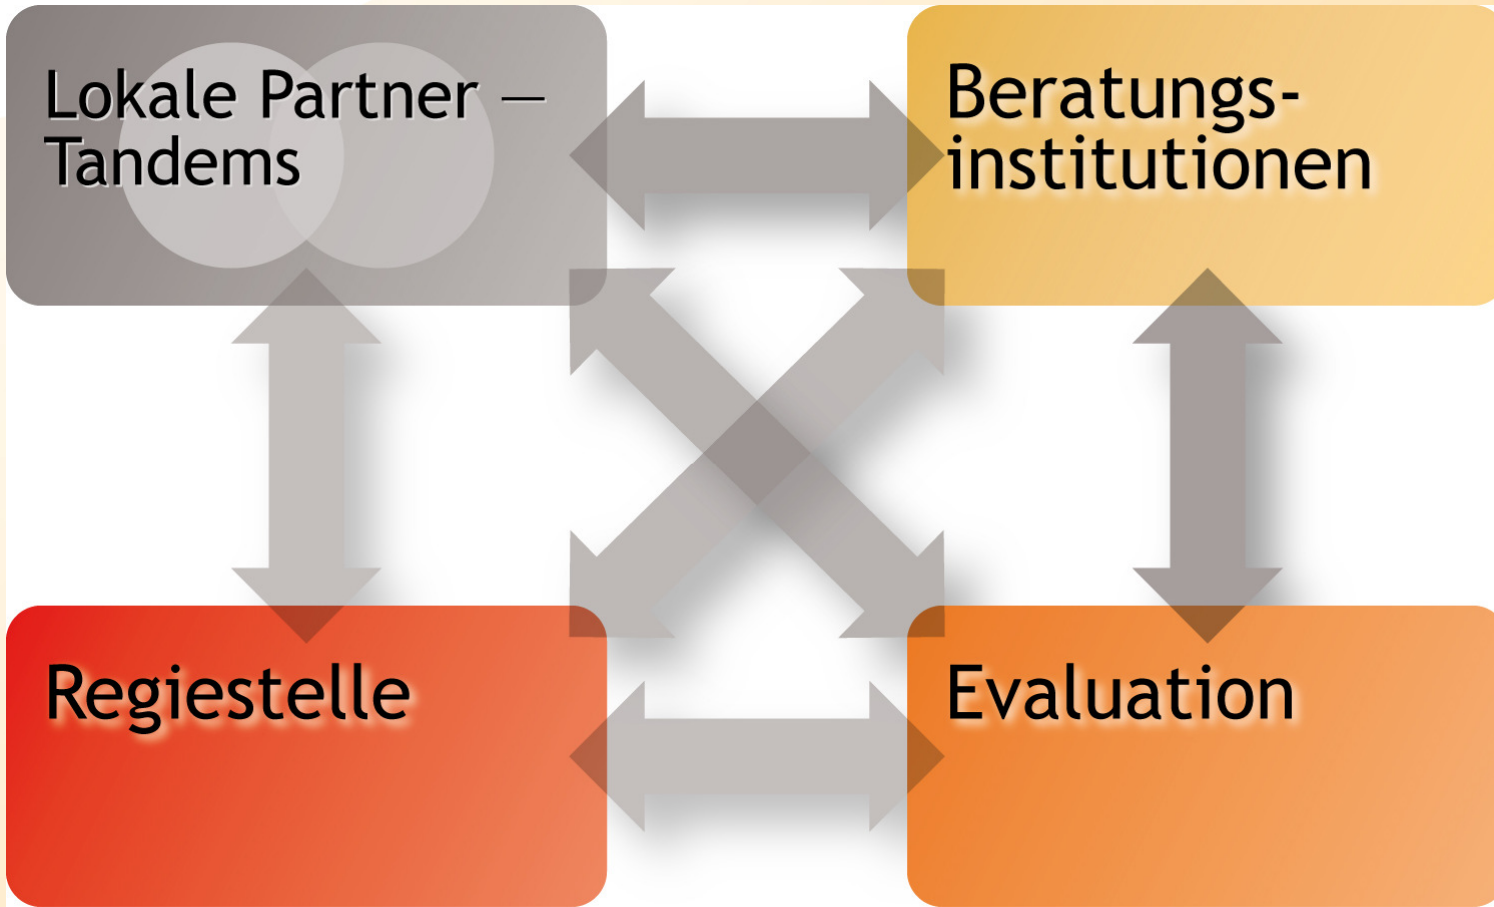 Lokale Partner –
Tandems
Beratungs-
institutionen
Regiestelle
Evaluation